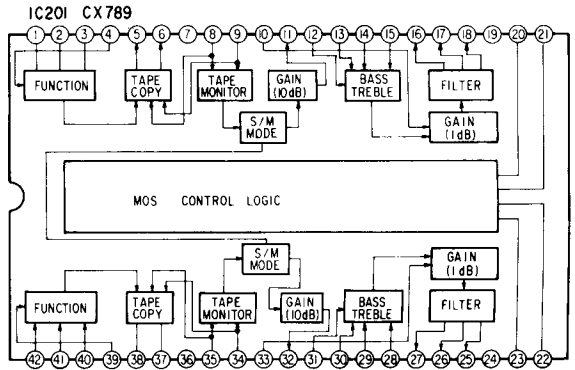 IC201 CX789
1 2 3 4 5 6 7 8 9 10 11 12 13 14 15 16 17 18 19 20 21
FUNCTION
TAPE
COPY
TAPE
MONITOR
GAIN
(10dB)
BASS
TREBLE
FILTER
S/M
MODE
GAIN
(1dB)
MOS CONTROL LOGIC
S/M
MODE
GAIN
(1dB)
FUNCTION
TAPE
COPY
TAPE
MONITOR
GAIN
(10dB)
BASS
TREBLE
FILTER
42 41 40 39 38 37 36 35 34 33 32 31 30 29 28 27 26 25 24 23 22